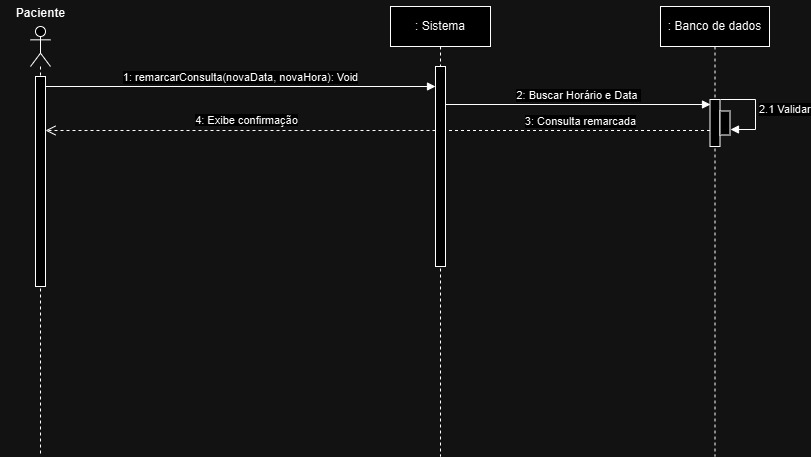 Paciente
: Sistema
: Banco de dados
1: remarcarConsulta(novaData, novaHora): Void
2: Buscar Horário e Data
2.1 Validar
4: Exibe confirmação
3: Consulta remarcada